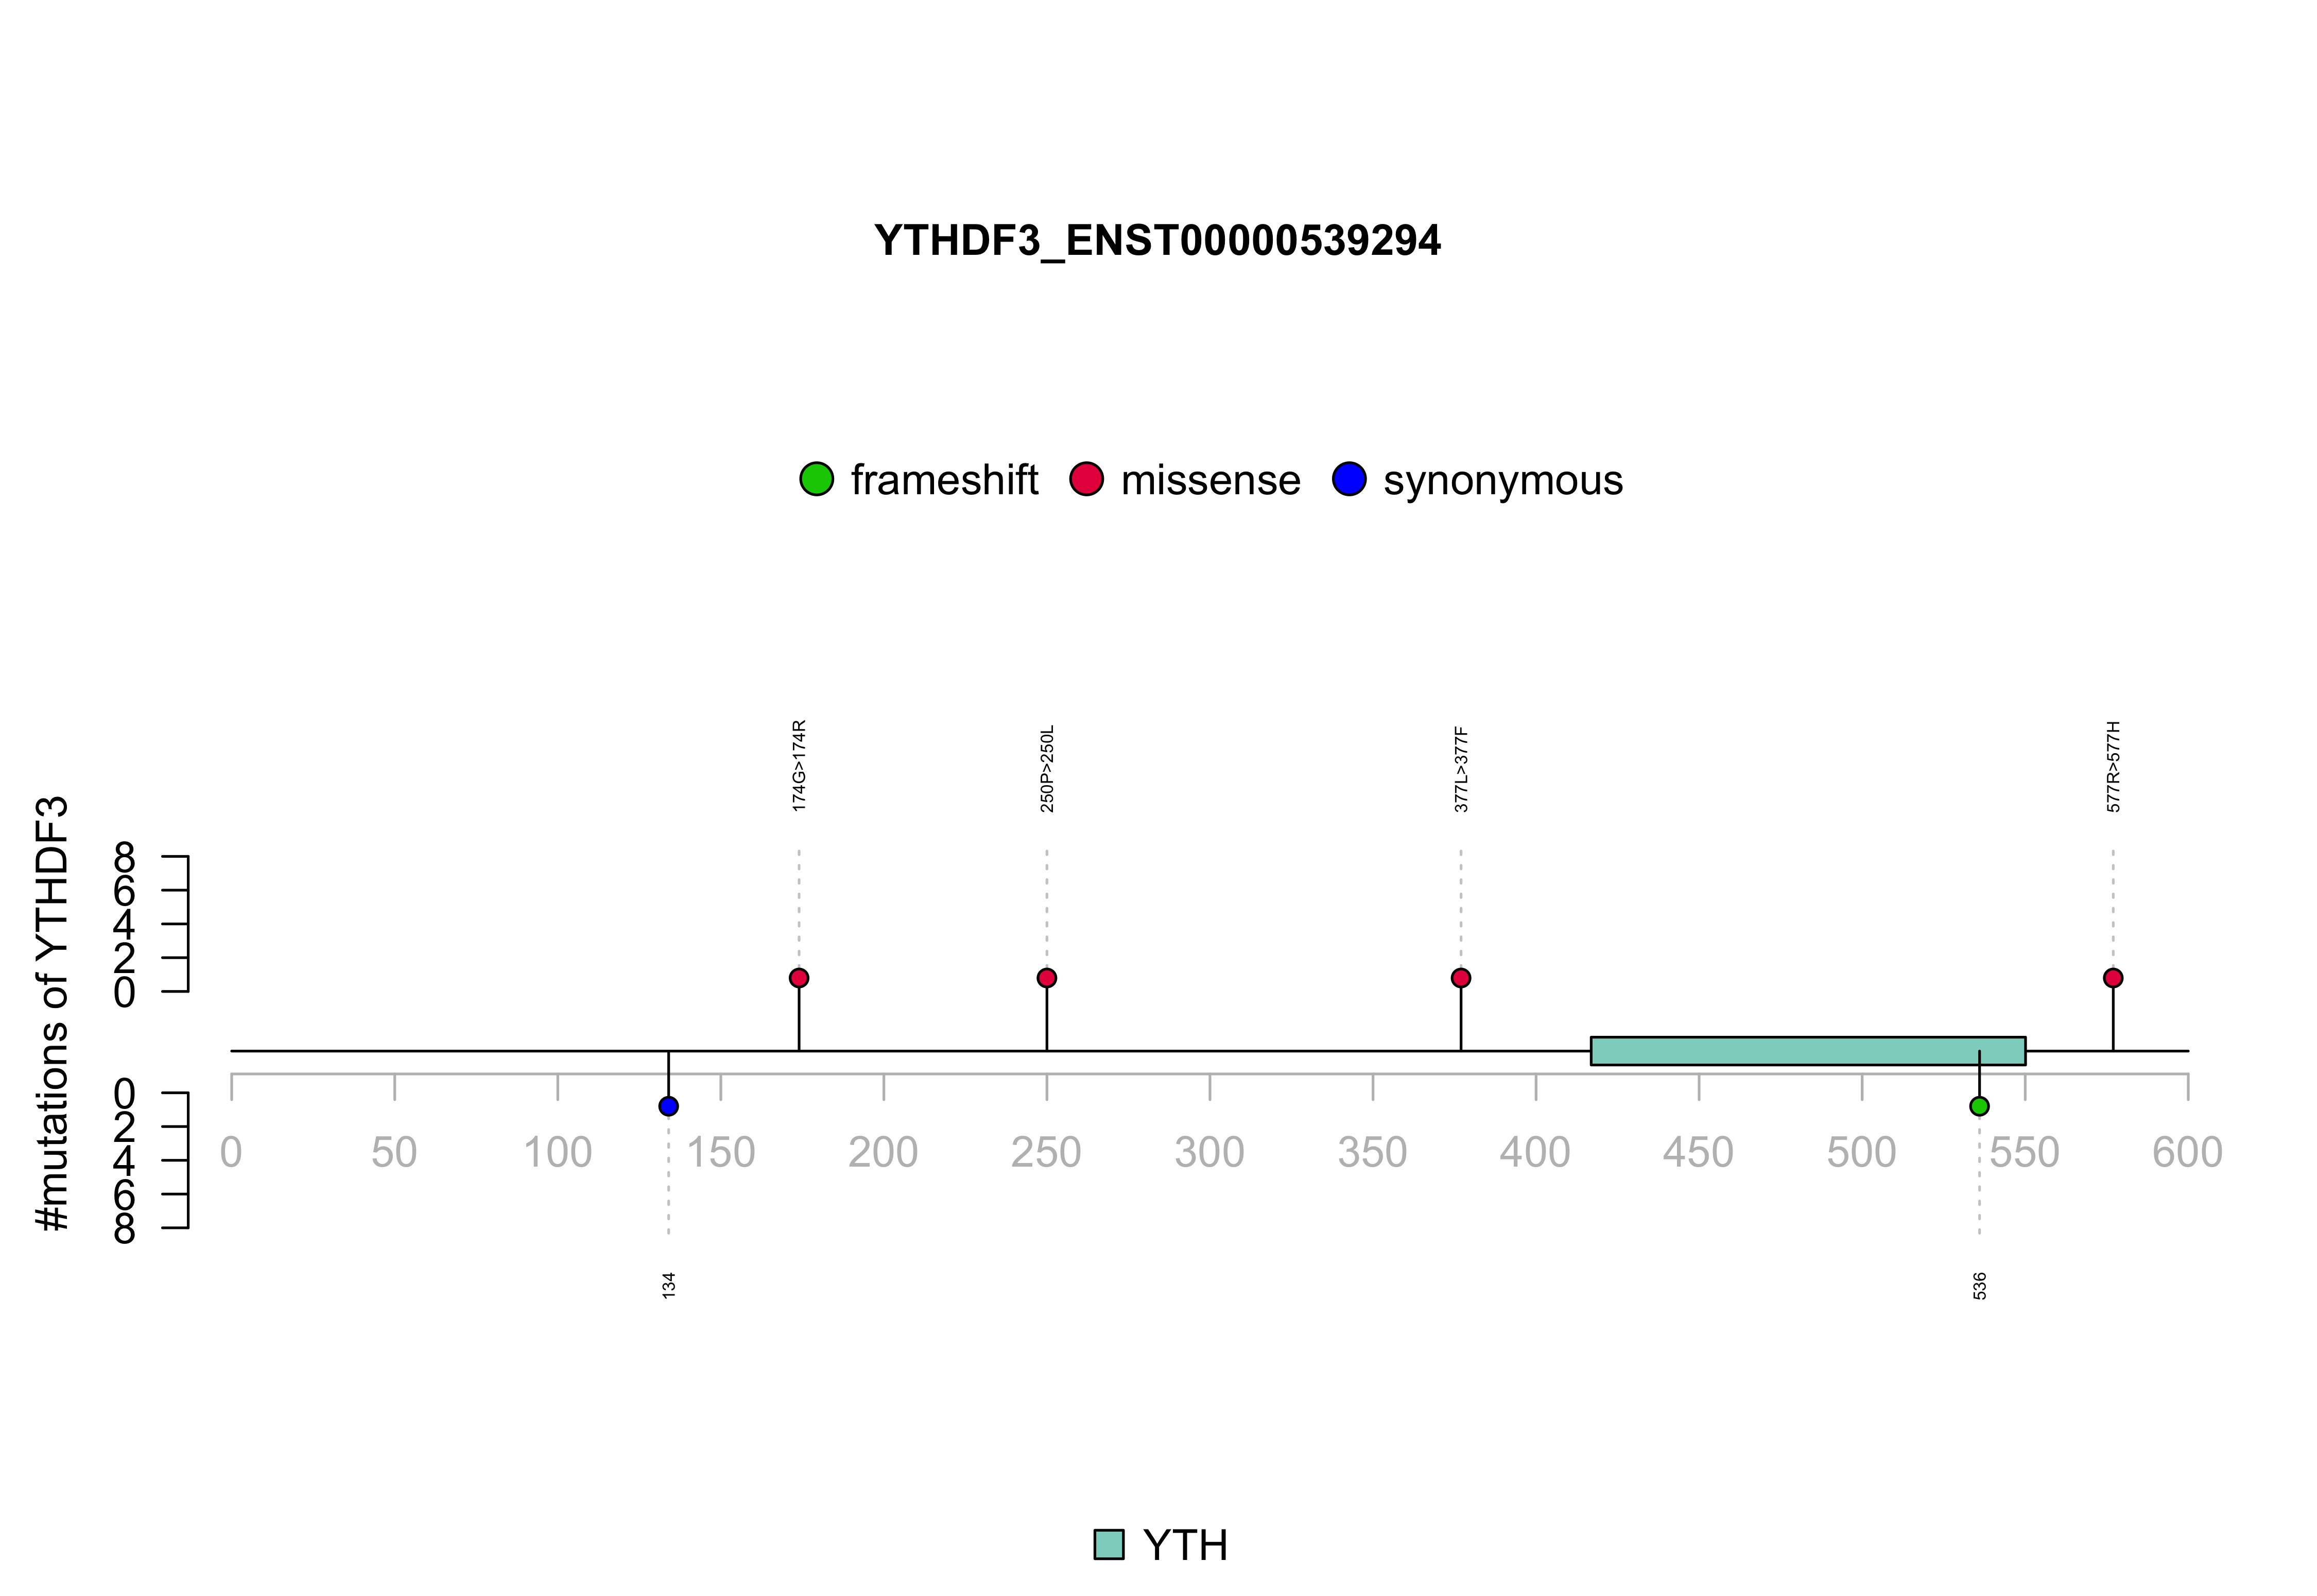 YTHDF3_ENST00000539294
frameshift missense synonymous
174G>174R 250P>250L 377L>377F 577R>577H
#mutations of YTHDF3
8
6
4
2
0
0
2
4
6
8
0 50 100 150 200 250 300 350 400 450 500 550 600
134 536
YTH